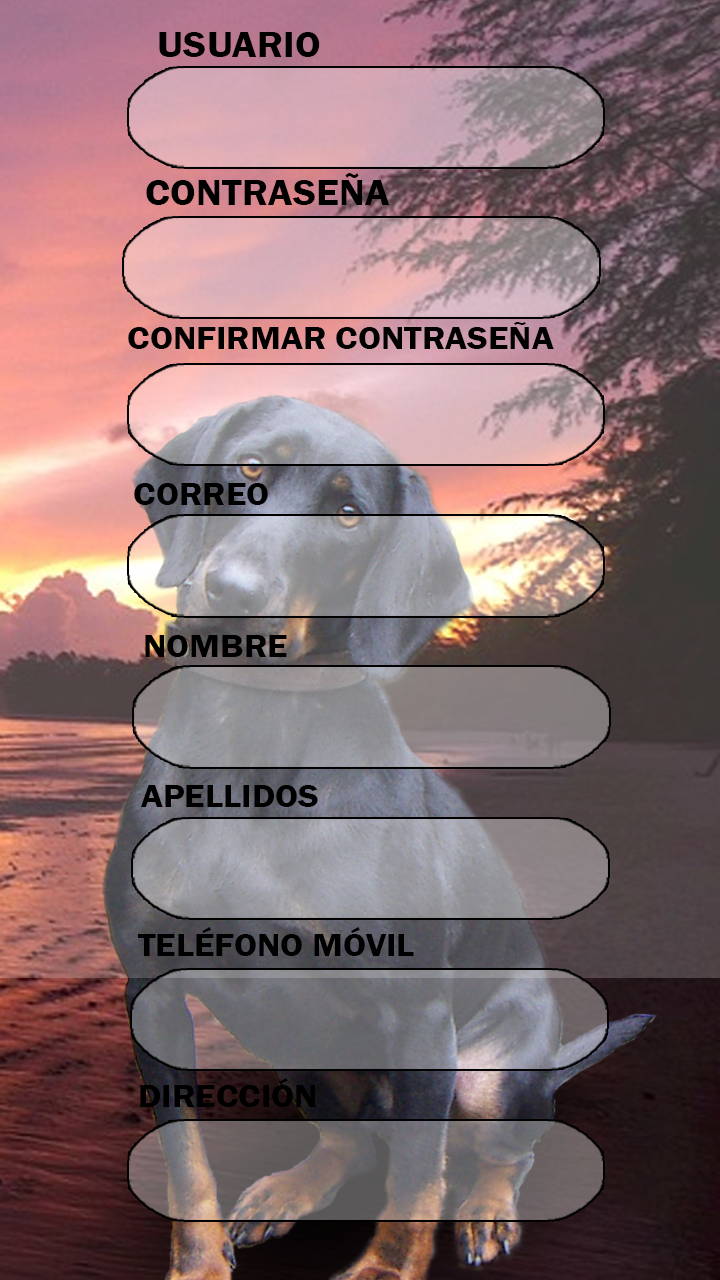 USUARIO
CONTRASEÑA
CONFIRMAR CONTRASEÑA
CORREO
NOMBRE
APELLIDOS
TELÉFONO MÓVIL
DIRECCIÓN